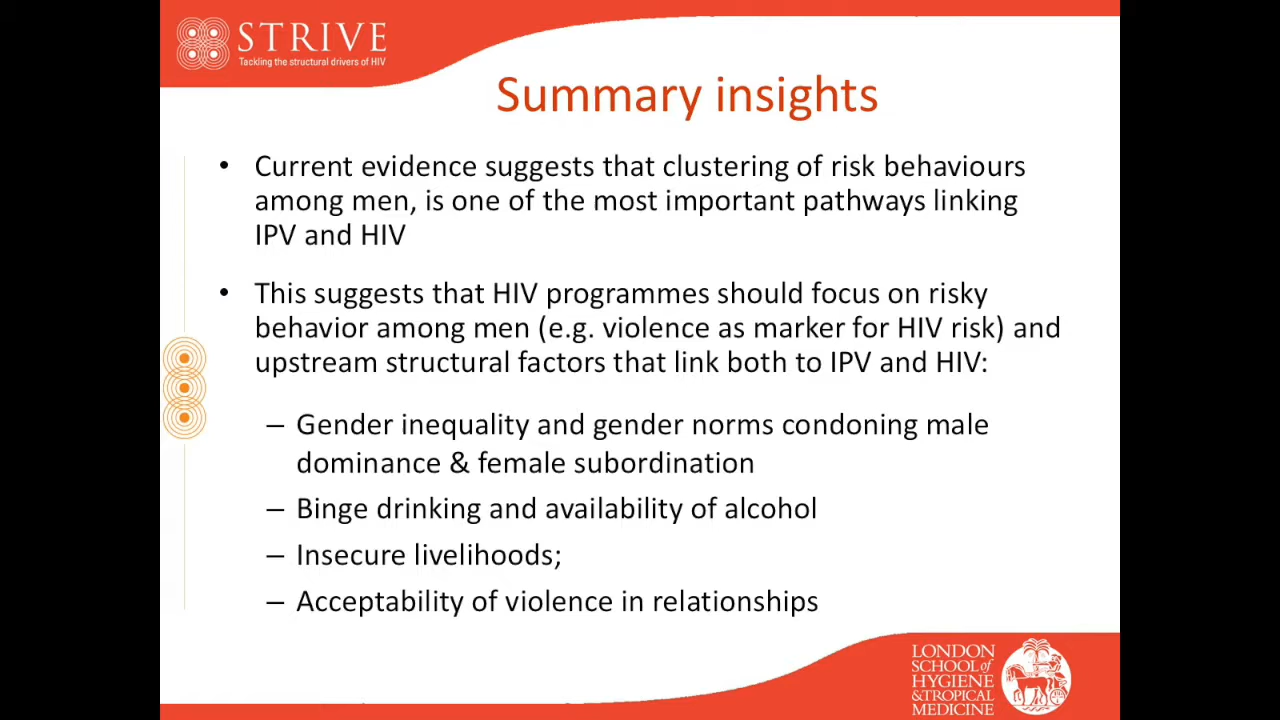 STRIVE
Tackling the structural drivers of HIV
Summary insights
• Current evidence suggests that clustering of risk behaviours
among men, is one of the most important pathways linking
IPV and HIV
• This suggests that HIV programmes should focus on risky
behavior among men (e.g. violence as marker for HIV risk) and
upstream structural factors that link both to IPV and HIV:
– Gender inequality and gender norms condoning male
dominance & female subordination
– Binge drinking and availability of alcohol
– Insecure livelihoods;
– Acceptability of violence in relationships
LONDON
SCHOOL of
HYGIENE
& TROPICAL
MEDICINE